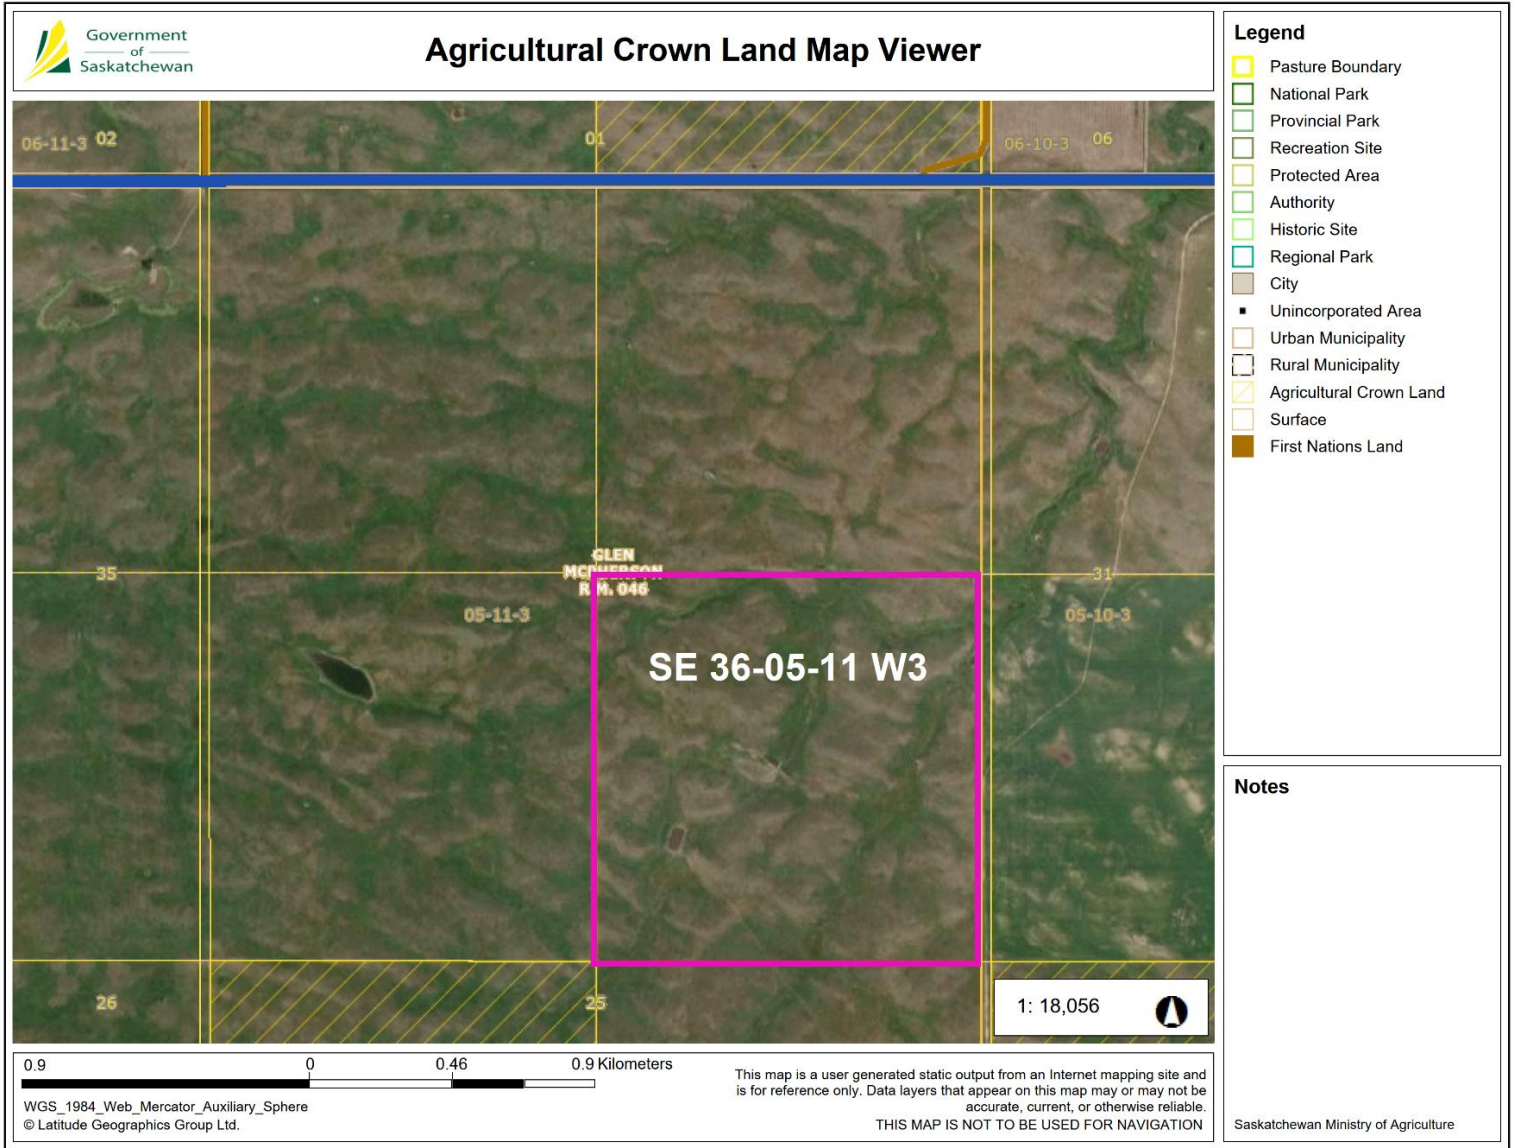 Government
of
Saskatchewan
Agricultural Crown Land Map Viewer
06-11-3 02
01
06-10-3 06
GLEN
MCPHERSON
R.M. 046
35
31
05-11-3
05-10-3
SE 36-05-11 W3
26
25
1: 18,056
0.9 0 0.46 0.9 Kilometers
WGS_1984_Web_Mercator_Auxiliary_Sphere
© Latitude Geographics Group Ltd.
This map is a user generated static output from an Internet mapping site and
is for reference only. Data layers that appear on this map may or may not be
accurate, current, or otherwise reliable.
THIS MAP IS NOT TO BE USED FOR NAVIGATION
Legend
Pasture Boundary
National Park
Provincial Park
Recreation Site
Protected Area
Authority
Historic Site
Regional Park
City
Unincorporated Area
Urban Municipality
Rural Municipality
Agricultural Crown Land
Surface
First Nations Land
Notes
Saskatchewan Ministry of Agriculture